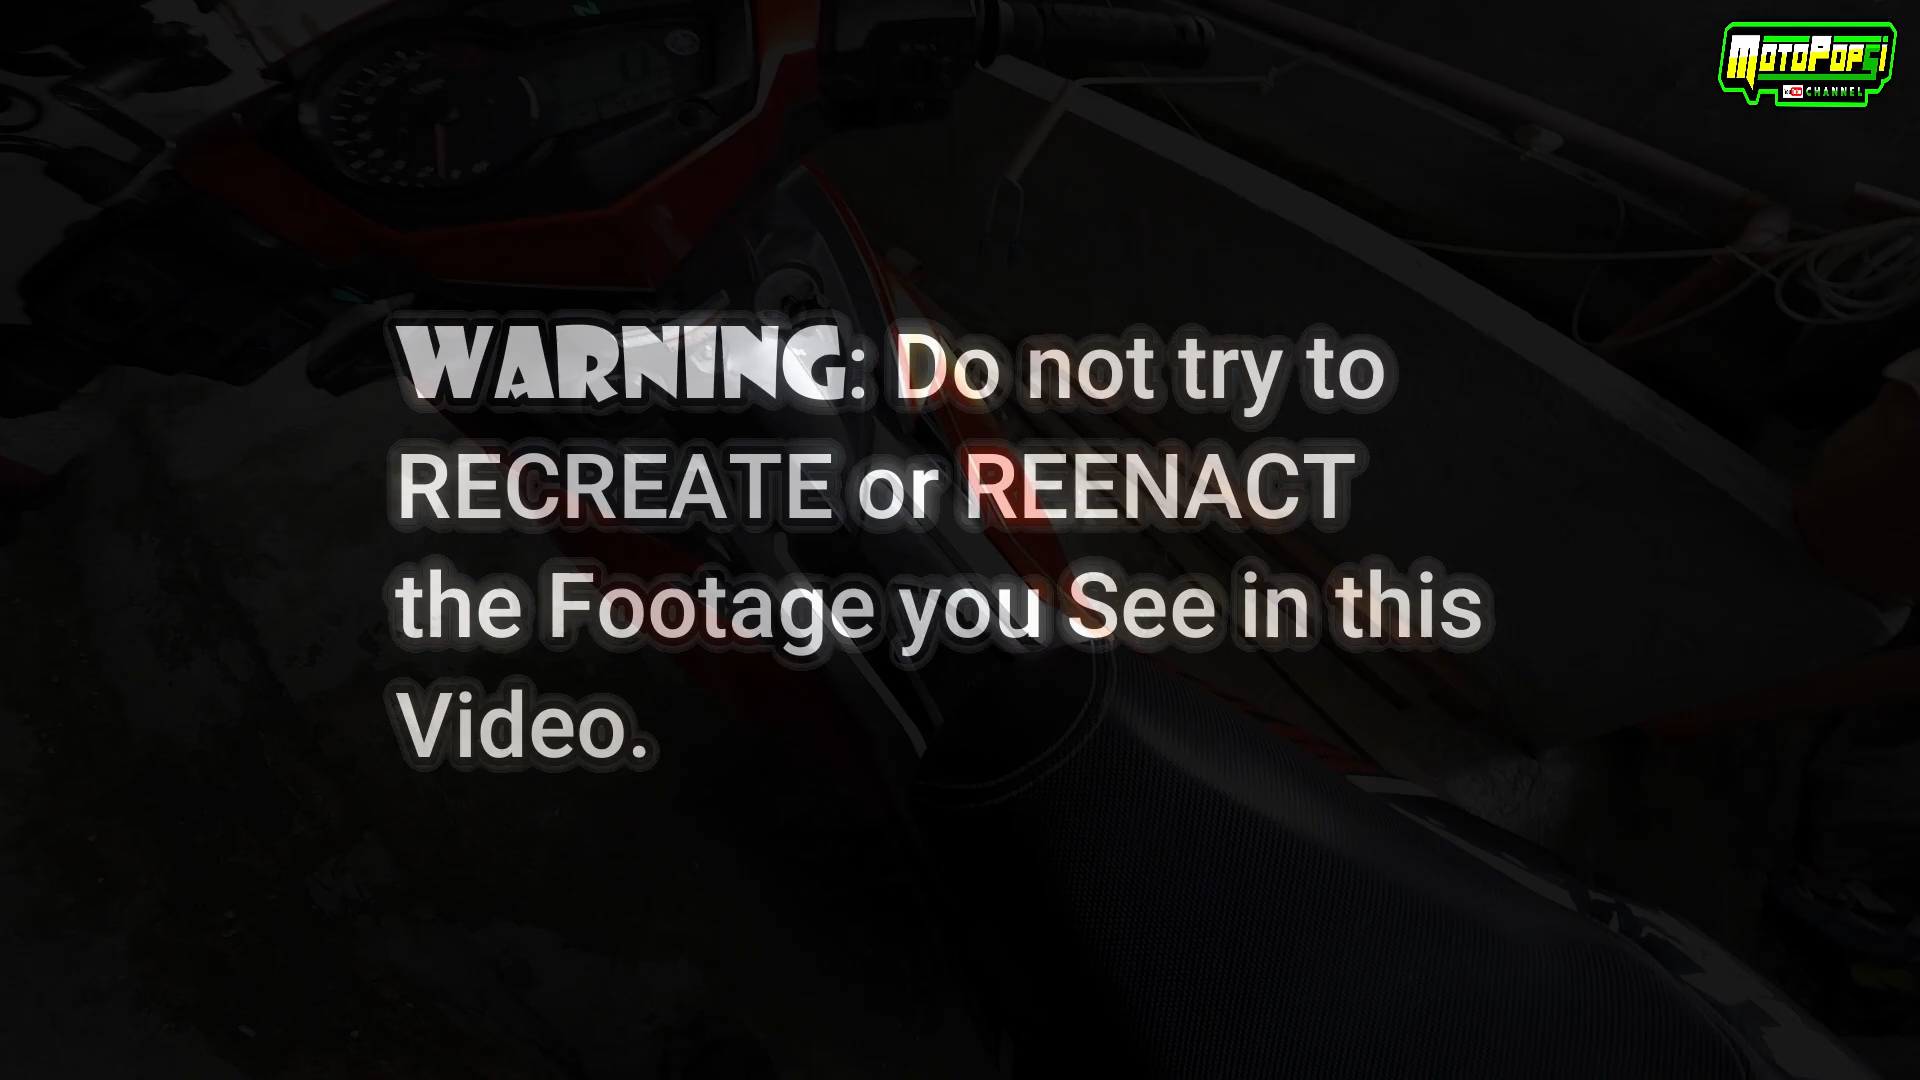 MOTOPOPSI
CHANNEL
WARNING: Do not try to
RECREATE or REENACT
the Footage you See in this
Video.